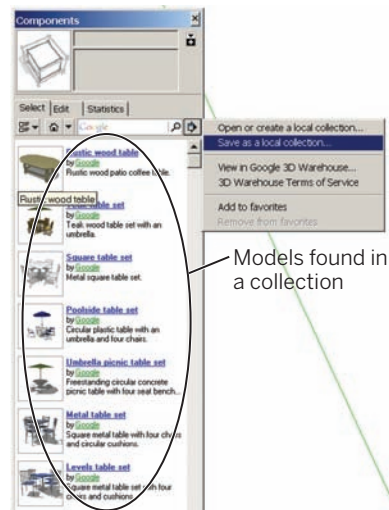 Components
Select Edit Statistics
Google
Open or create a local collection...
Save as a local collection...
View in Google 3D Warehouse...
3D Warehouse Terms of Service
Add to favorites
Remove from favorites
Rustic wood table
by Google
Rustic wood patio coffee table.
Rustic wood table
table set
by Google
Teak wood table set with an
umbrella.
Square table set
by Google
Metal square table set.
Poolside table set
by Google
Circular plastic table with an
umbrella and four chairs.
Umbrella picnic table set
by Google
Freestanding circular concrete
picnic table with four seat bench...
Metal table set
by Google
Square metal table with four chairs
and circular cushions.
Levels table set
by Google
Square metal table set with four
chairs and cushions.
Models found in
a collection